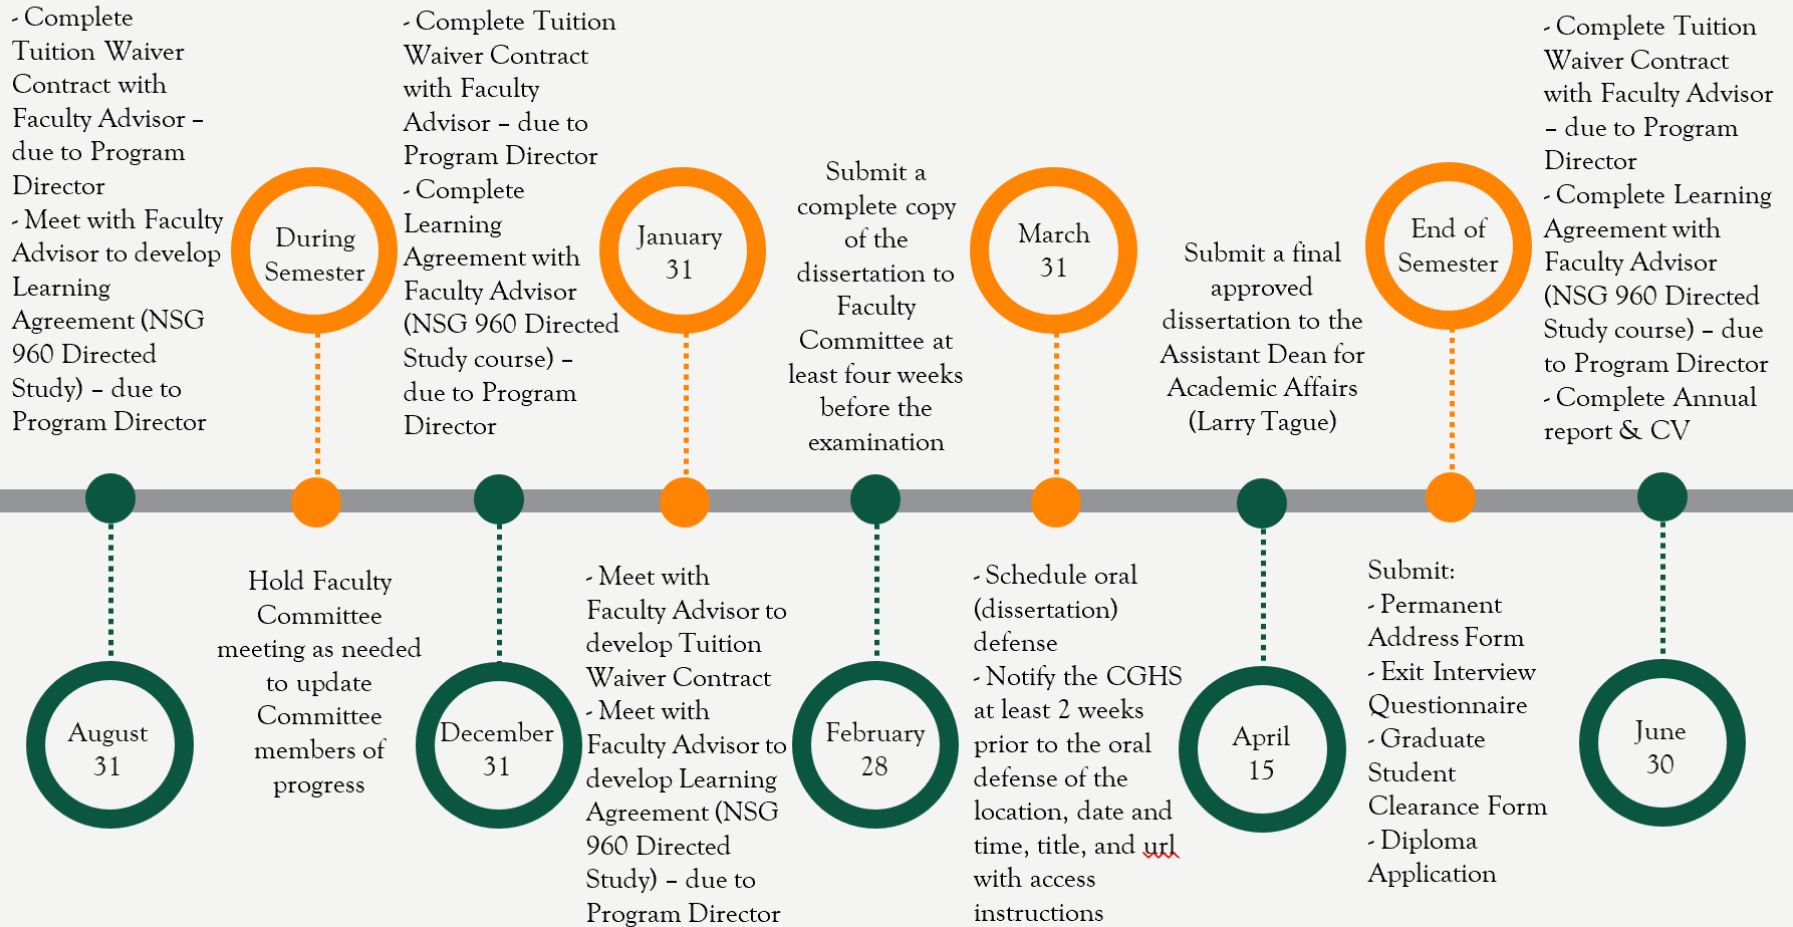 - Complete
Tuition Waiver
Contract with
Faculty Advisor –
due to Program
Director
- Meet with Faculty
Advisor to develop
Learning
Agreement (NSG
960 Directed
Study) – due to
Program Director
August
31
During
Semester
Hold Faculty
Committee
meeting as needed
to update
Committee
members of
progress
- Complete Tuition
Waiver Contract
with Faculty
Advisor – due to
Program Director
- Complete
Learning
Agreement with
Faculty Advisor
(NSG 960 Directed
Study course) –
due to Program
Director
December
31
January
31
- Meet with
Faculty Advisor to
develop Tuition
Waiver Contract
- Meet with
Faculty Advisor to
develop Learning
Agreement (NSG
960 Directed
Study) – due to
Program Director
Submit a
complete copy
of the
dissertation to
Faculty
Committee at
least four weeks
before the
examination
February
28
March
31
- Schedule oral
(dissertation)
defense
- Notify the CGHS
at least 2 weeks
prior to the oral
defense of the
location, date and
time, title, and url
with access
instructions
Submit a final
approved
dissertation to the
Assistant Dean for
Academic Affairs
(Larry Tague)
April
15
End of
Semester
Submit:
- Permanent
Address Form
- Exit Interview
Questionnaire
- Graduate
Student
Clearance Form
- Diploma
Application
- Complete Tuition
Waiver Contract
with Faculty Advisor
– due to Program
Director
- Complete Learning
Agreement with
Faculty Advisor
(NSG 960 Directed
Study course) – due
to Program Director
- Complete Annual
report & CV
June
30